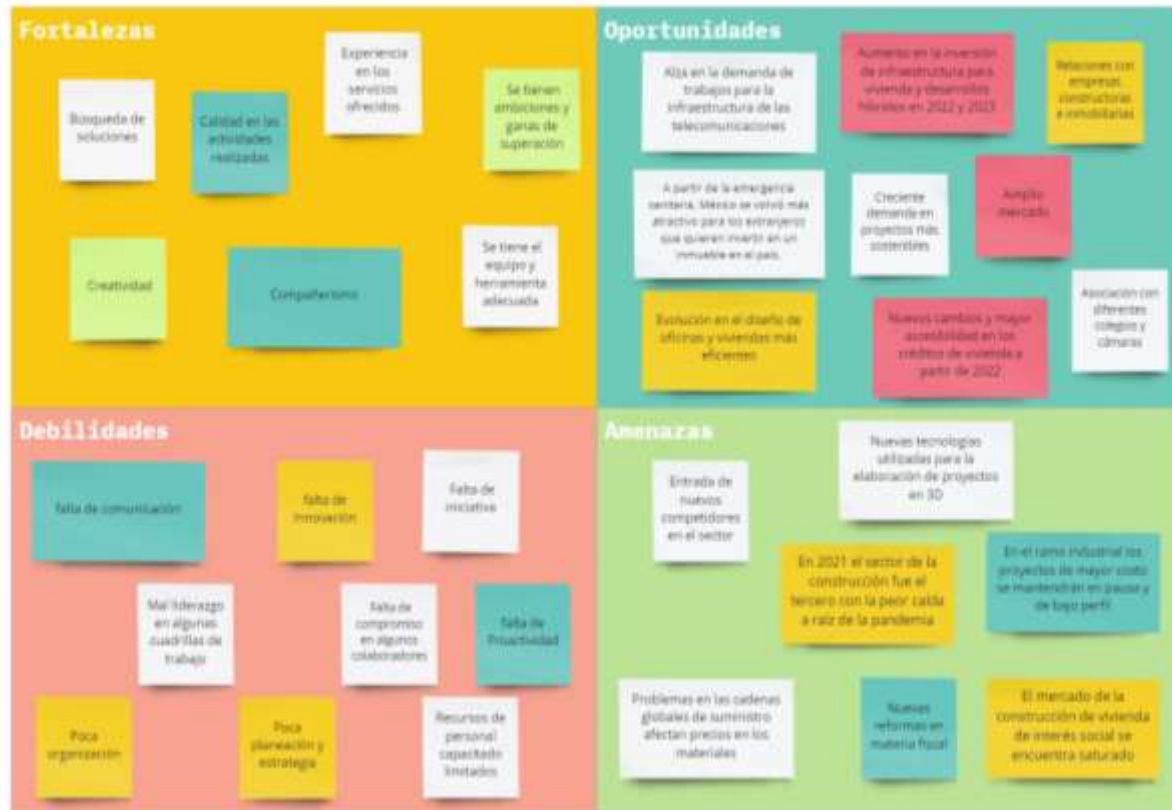 Fortalezas
Búsqueda de
soluciones
Calidad en las
actividades
realizadas
Experiencia
en los
servicios
ofrecidos
Se tienen
ambiciones y
ganas de
superación
Creatividad
Compañerismo
Se tiene el
equipo y
herramienta
adecuada
Oportunidades
Alza en la demanda de
trabajos para la
infraestructura de las
telecomunicaciones
Aumento en la inversión
de infraestructura para
vivienda y desarrollos
híbridos en 2022 y 2023
Relaciones con
empresas
constructoras
e inmobiliarias
A partir de la emergencia
sanitaria, México se volvió más
atractivo para los extranjeros
que quieren invertir en un
inmueble en el país.
Creciente
demanda en
proyectos más
sostenibles
Amplio
mercado
Evolución en el diseño de
oficinas y viviendas más
eficientes
Nuevos cambios y mayor
accesibilidad en los
créditos de vivienda a
partir de 2022
Asociación con
diferentes
colegios y
cámaras
Debilidades
falta de comunicación
falta de
Innovación
Falta de
iniciativa
Mal liderazgo
en algunas
cuadrillas de
trabajo
Falta de
compromiso
en algunos
colaboradores
falta de
Proactividad
Poca
organización
Poca
planeación y
estrategia
Recursos de
personal
capacitado
limitados
Amenazas
Entrada de
nuevos
competidores
en el sector
Nuevas tecnologías
utilizadas para la
elaboración de proyectos
en 3D
En 2021 el sector de la
construcción fue el
tercero con la peor caída
a raíz de la pandemia
En el ramo industrial los
proyectos de mayor costo
se mantendrán en pausa y
de bajo perfil
Problemas en las cadenas
globales de suministro
afectan precios en los
materiales
Nuevas
reformas en
materia fiscal
El mercado de la
construcción de vivienda
de interés social se
encuentra saturado